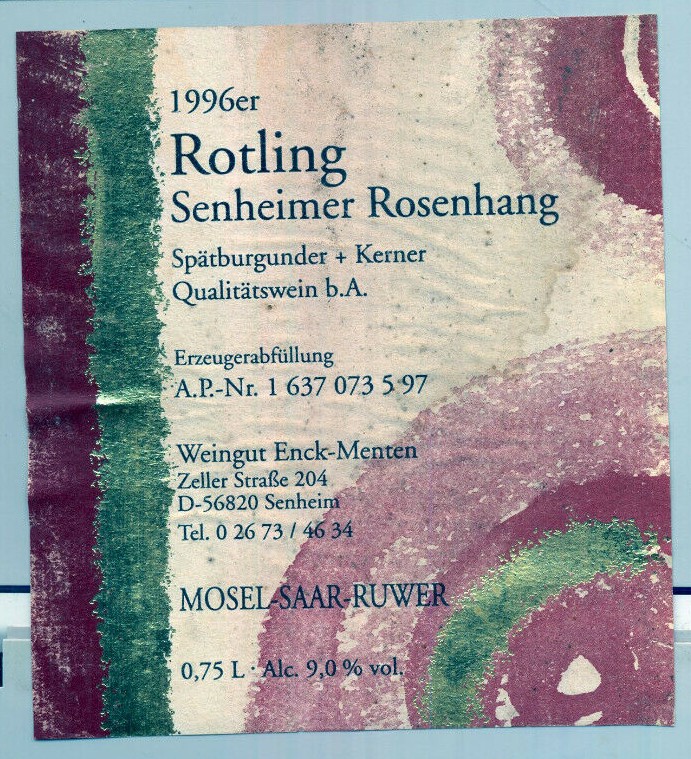 1996er
Rotling
Senheimer Rosenhang
Spätburgunder + Kerner
Qualitätswein b.A.
Erzeugerabfüllung
A.P.-Nr. 1 637 073 5 97
Weingut Enck-Menten
Zeller Straße 204
D-56820 Senheim
Tel. 0 26 73 / 46 34
MOSEL-SAAR-RUWER
0,75 L · Alc. 9,0 % vol.